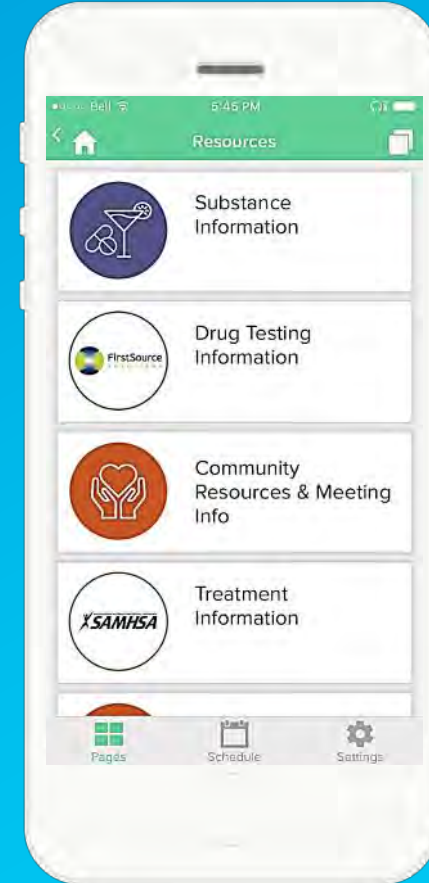 Bell 5:45 PM
Resources
Substance
Information
FirstSource
SOLUTIONS
Drug Testing
Information
Community
Resources & Meeting
Info
SAMHSA
Treatment
Information
Pages Schedule Settings